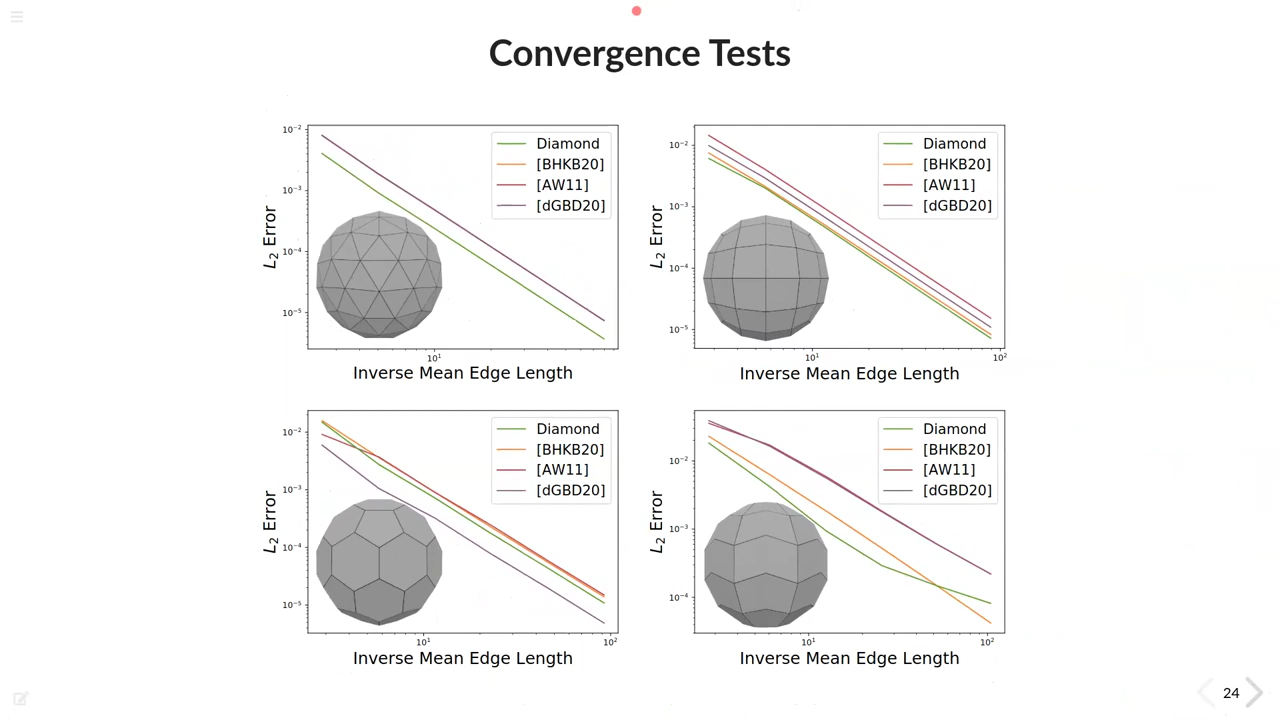 Convergence Tests
10⁻²
10⁻³
10⁻⁴
10⁻⁵
L₂ Error
Diamond
[BHKB20]
[AW11]
[dGBD20]
10¹
Inverse Mean Edge Length
10⁻²
10⁻³
10⁻⁴
10⁻⁵
L₂ Error
Diamond
[BHKB20]
[AW11]
[dGBD20]
10¹ 10²
Inverse Mean Edge Length
10⁻²
10⁻³
10⁻⁴
10⁻⁵
L₂ Error
Diamond
[BHKB20]
[AW11]
[dGBD20]
10¹ 10²
Inverse Mean Edge Length
10⁻²
10⁻³
10⁻⁴
L₂ Error
Diamond
[BHKB20]
[AW11]
[dGBD20]
10¹ 10²
Inverse Mean Edge Length
24